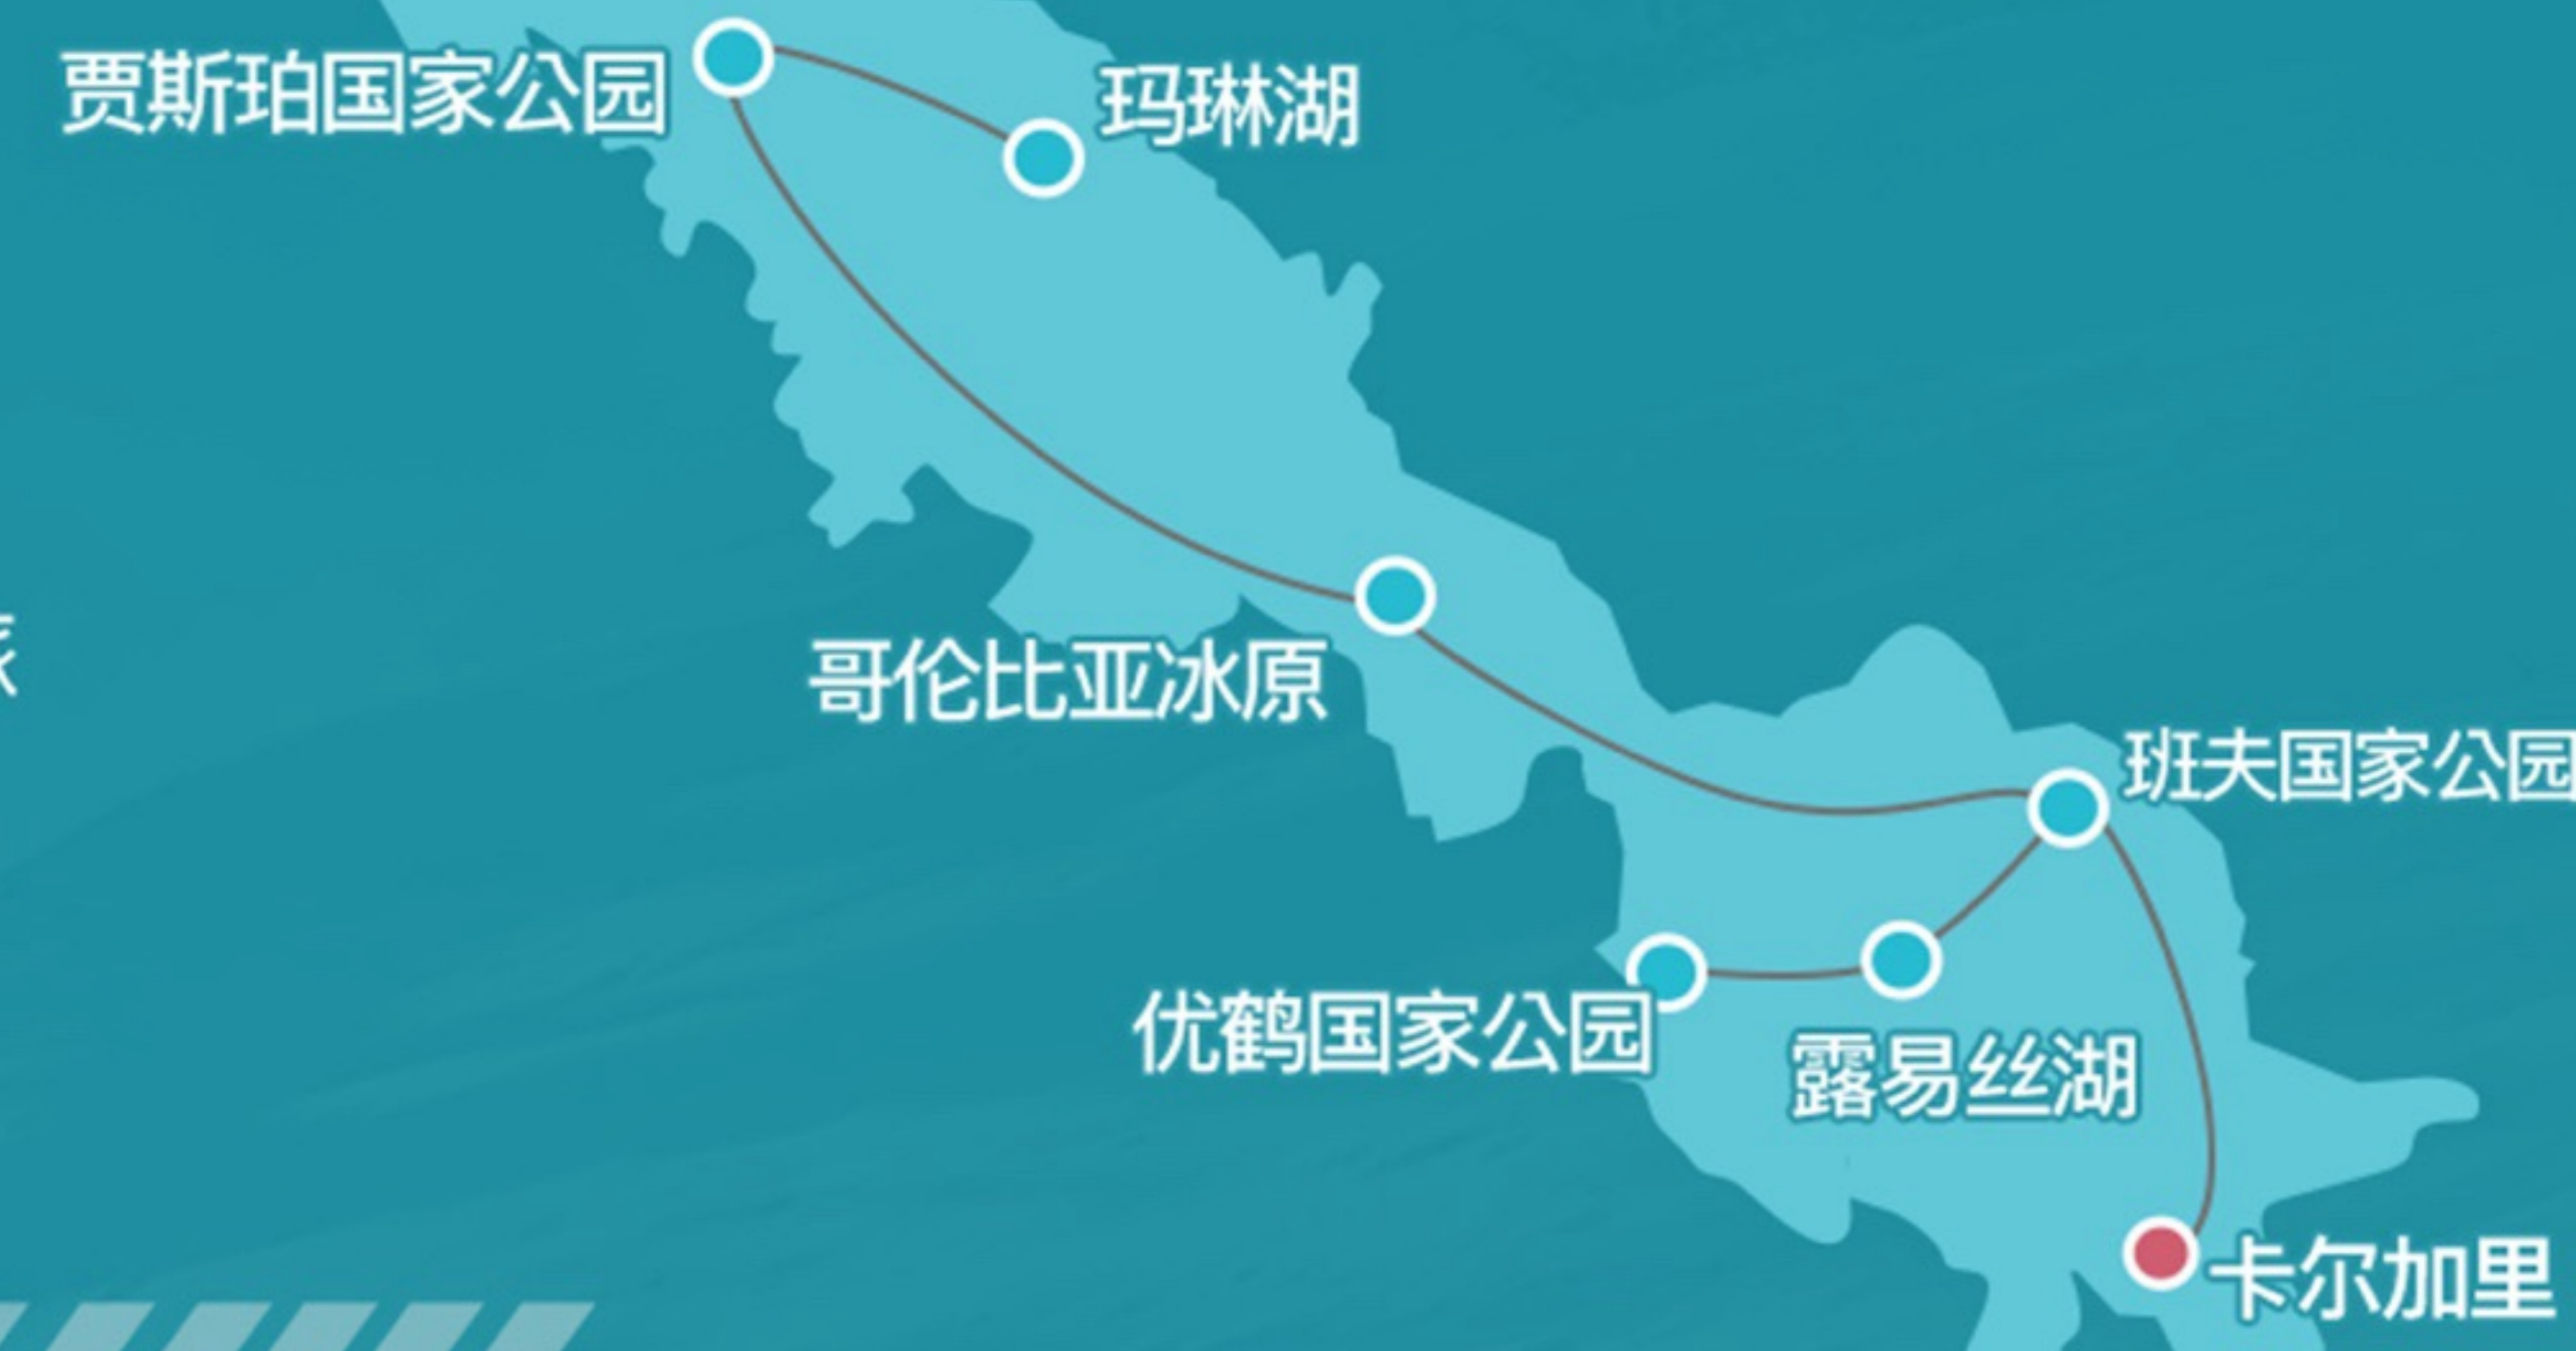 贾斯珀国家公园
玛琳湖
哥伦比亚冰原
班夫国家公园
优鹤国家公园
露易丝湖
卡尔加里